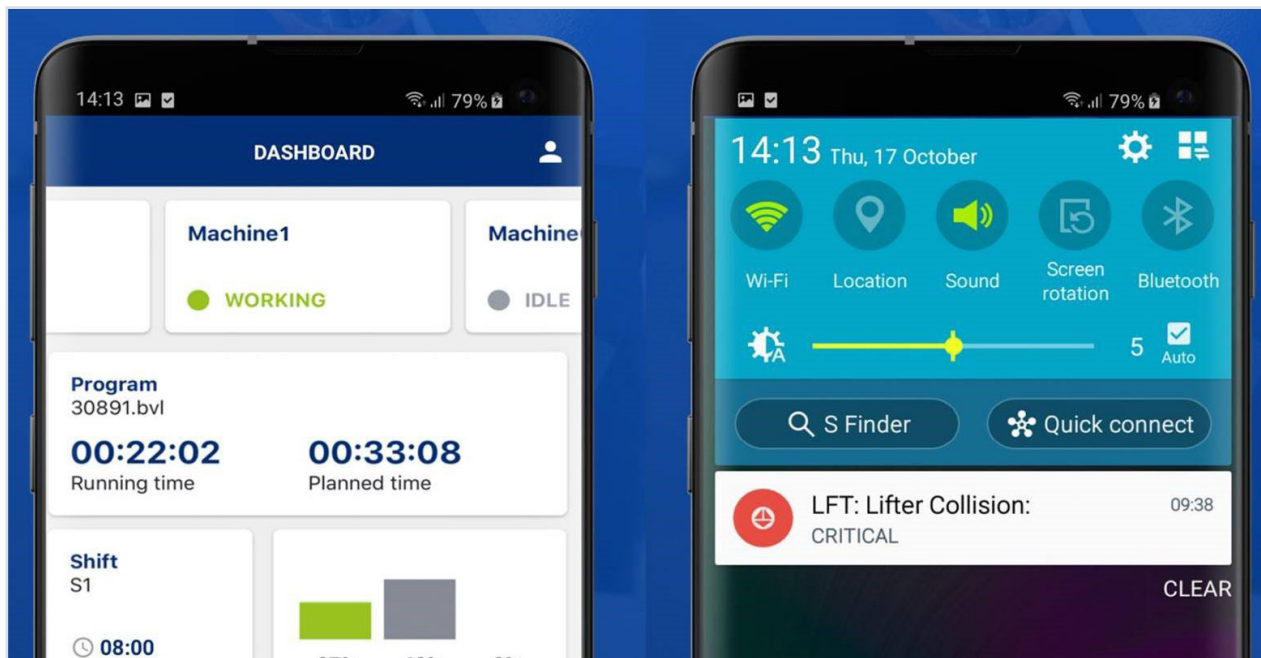 14:13 79%
DASHBOARD
Machine1
WORKING
Machine
IDLE
Program
30891.bvl
00:22:02 00:33:08
Running time Planned time
Shift
S1
08:00
79%
14:13 Thu, 17 October
Wi-Fi Location Sound Screen rotation Bluetooth
A 5 Auto
S Finder Quick connect
LFT: Lifter Collision: 09:38
CRITICAL
CLEAR